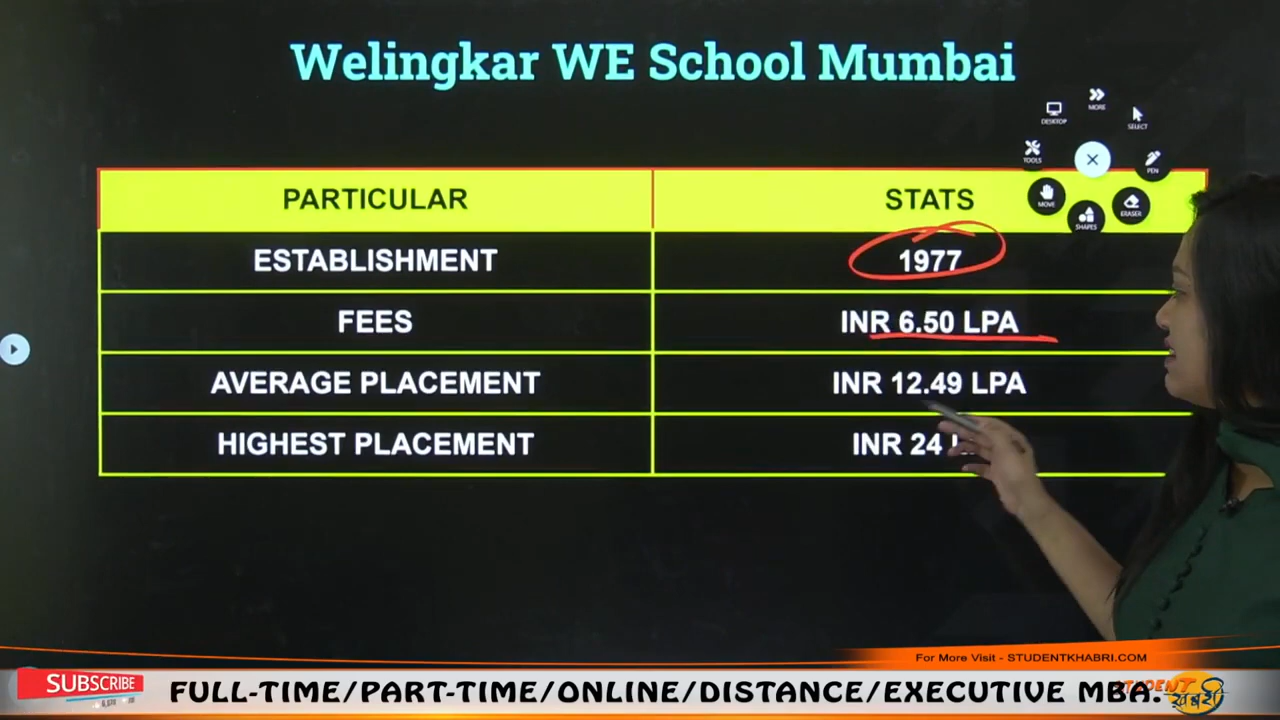 Welingkar WE School Mumbai
MORE
DESKTOP
SELECT
TOOLS
PEN
MOVE
SHAPES
ERASER
PARTICULAR STATS
ESTABLISHMENT 1977
FEES INR 6.50 LPA
AVERAGE PLACEMENT INR 12.49 LPA
HIGHEST PLACEMENT INR 24
For More Visit - STUDENTKHABRI.COM
SUBSCRIBE
FULL-TIME/PART-TIME/ONLINE/DISTANCE/EXECUTIVE MBA.
STUDENT
खबरी